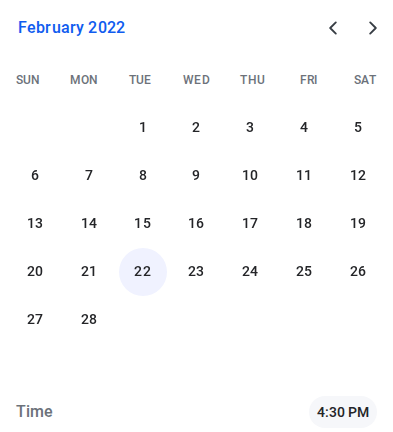 February 2022
SUN MON TUE WED THU FRI SAT
1 2 3 4 5
6 7 8 9 10 11 12
13 14 15 16 17 18 19
20 21 22 23 24 25 26
27 28
Time 4:30 PM